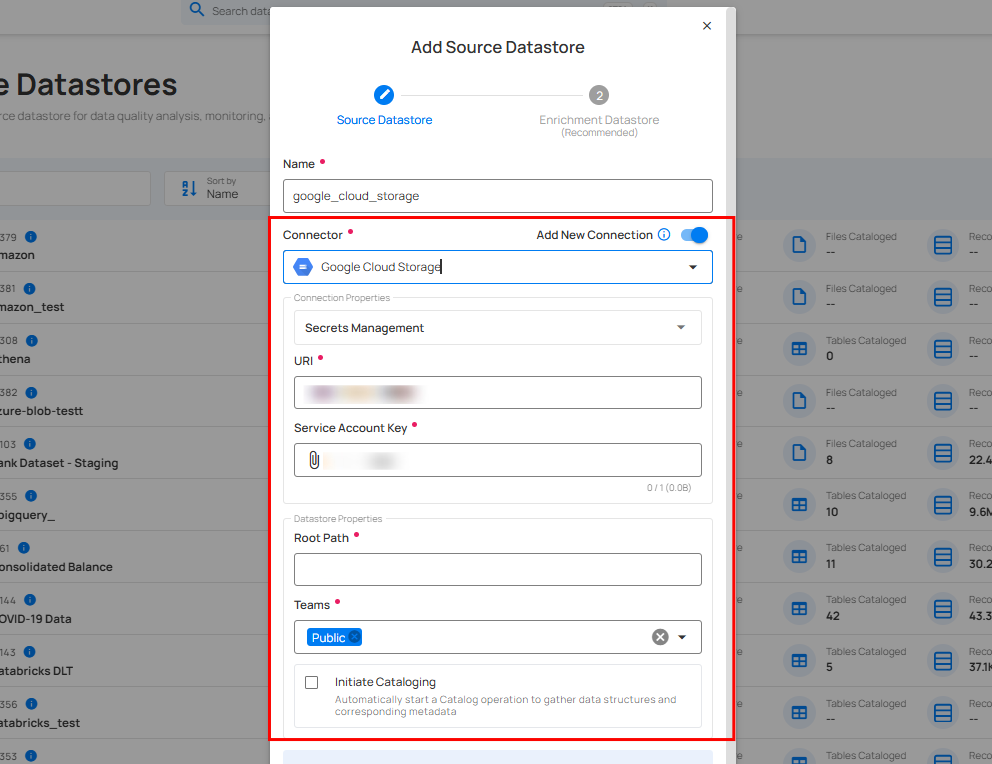 Search data
Add Source Datastore
e Datastores
rce datastore for data quality analysis, monitoring,
2
Source Datastore
Enrichment Datastore
(Recommended)
Sort by
Name
Name
google_cloud_storage
Connector
Add New Connection
Google Cloud Storage
Connection Properties
Secrets Management
URI
Service Account Key
0 / 1 (0.0B)
Datastore Properties
Root Path
Teams
Public
Initiate Cataloging
Automatically start a Catalog operation to gather data structures and
corresponding metadata
379
mazon
Files Cataloged
--
Reco
--
381
mazon_test
Files Cataloged
--
Reco
--
308
thena
Tables Cataloged
0
Reco
--
382
zure-blob-testt
Files Cataloged
--
Reco
--
103
ank Dataset - Staging
Files Cataloged
8
Reco
22.4
355
bigquery_
Tables Cataloged
10
Reco
9.6M
61
onsolidated Balance
Tables Cataloged
11
Reco
30.2
144
OVID-19 Data
Tables Cataloged
42
Reco
43.3
143
atabricks DLT
Tables Cataloged
5
Reco
37.1K
356
atabricks_test
Tables Cataloged
--
Reco
--
353
Tables Cataloged
Reco